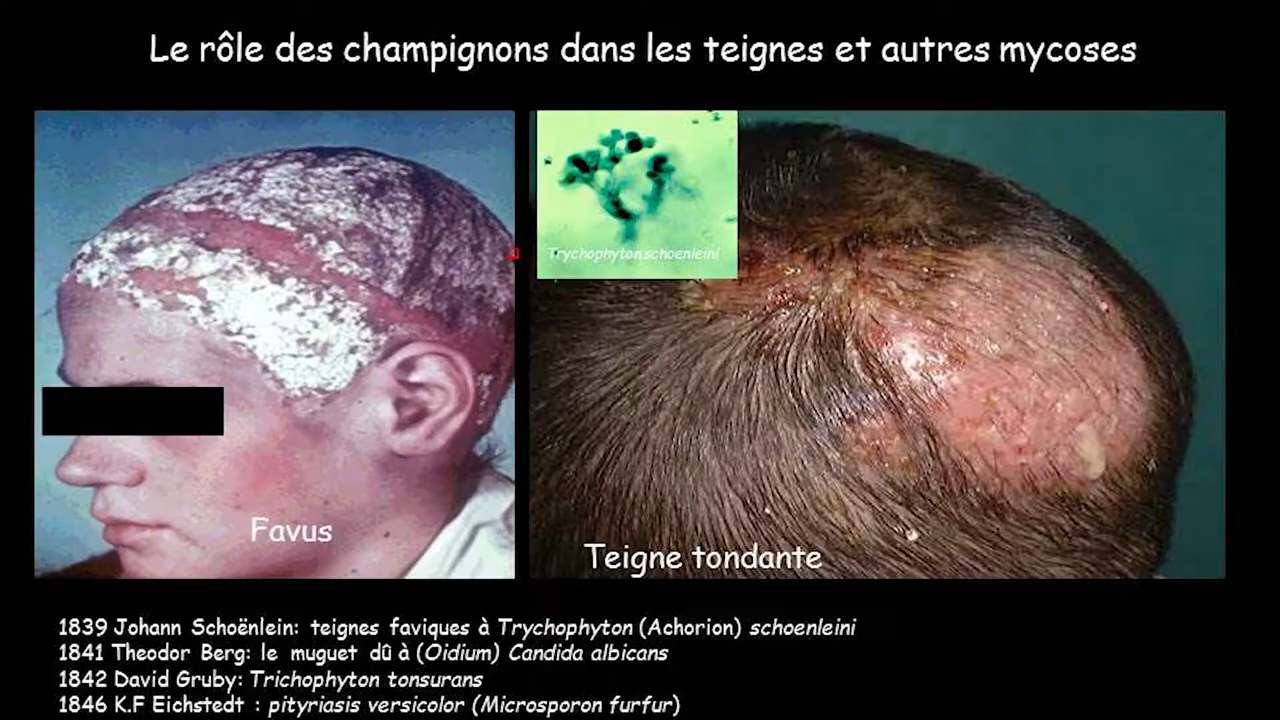 Le rôle des champignons dans les teignes et autres mycoses
Trychophyton schoenleini
Favus
Teigne tondante
1839 Johann Schoënlein: teignes faviques à Trychophyton (Achorion) schoenleini
1841 Theodor Berg: le muguet dû à (Oidium) Candida albicans
1842 David Gruby: Trichophyton tonsurans
1846 K.F Eichstedt : pityriasis versicolor (Microsporon furfur)